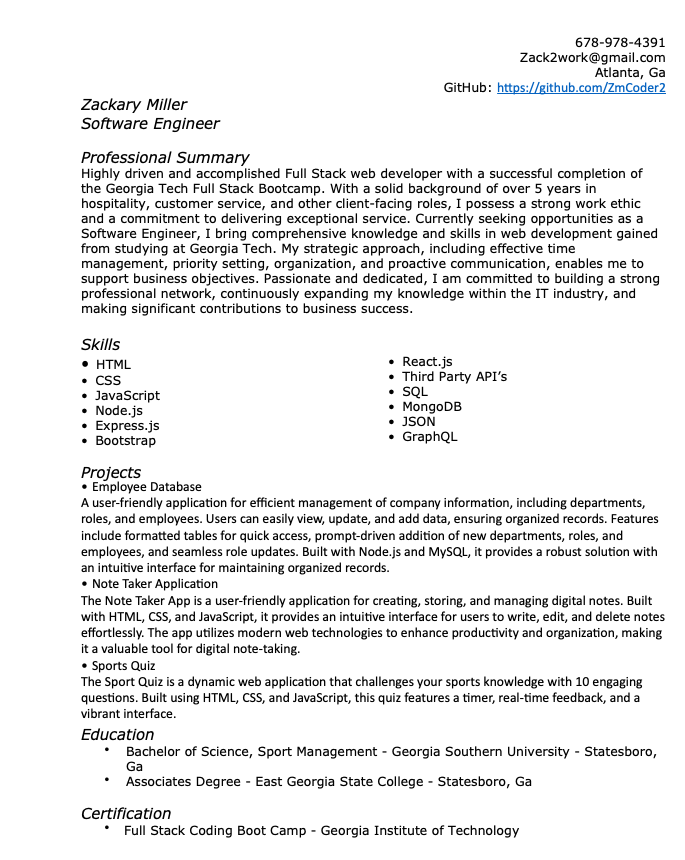 678-978-4391
Zack2work@gmail.com
Atlanta, Ga
GitHub: https://github.com/ZmCoder2
Zackary Miller
Software Engineer
Professional Summary
Highly driven and accomplished Full Stack web developer with a successful completion of
the Georgia Tech Full Stack Bootcamp. With a solid background of over 5 years in
hospitality, customer service, and other client-facing roles, I possess a strong work ethic
and a commitment to delivering exceptional service. Currently seeking opportunities as a
Software Engineer, I bring comprehensive knowledge and skills in web development gained
from studying at Georgia Tech. My strategic approach, including effective time
management, priority setting, organization, and proactive communication, enables me to
support business objectives. Passionate and dedicated, I am committed to building a strong
professional network, continuously expanding my knowledge within the IT industry, and
making significant contributions to business success.
Skills
• HTML
• CSS
• JavaScript
• Node.js
• Express.js
• Bootstrap
• React.js
• Third Party API’s
• SQL
• MongoDB
• JSON
• GraphQL
Projects
• Employee Database
A user-friendly application for efficient management of company information, including departments,
roles, and employees. Users can easily view, update, and add data, ensuring organized records. Features
include formatted tables for quick access, prompt-driven addition of new departments, roles, and
employees, and seamless role updates. Built with Node.js and MySQL, it provides a robust solution with
an intuitive interface for maintaining organized records.
• Note Taker Application
The Note Taker App is a user-friendly application for creating, storing, and managing digital notes. Built
with HTML, CSS, and JavaScript, it provides an intuitive interface for users to write, edit, and delete notes
effortlessly. The app utilizes modern web technologies to enhance productivity and organization, making
it a valuable tool for digital note-taking.
• Sports Quiz
The Sport Quiz is a dynamic web application that challenges your sports knowledge with 10 engaging
questions. Built using HTML, CSS, and JavaScript, this quiz features a timer, real-time feedback, and a
vibrant interface.
Education
• Bachelor of Science, Sport Management - Georgia Southern University - Statesboro,
Ga
• Associates Degree - East Georgia State College - Statesboro, Ga
Certification
• Full Stack Coding Boot Camp - Georgia Institute of Technology